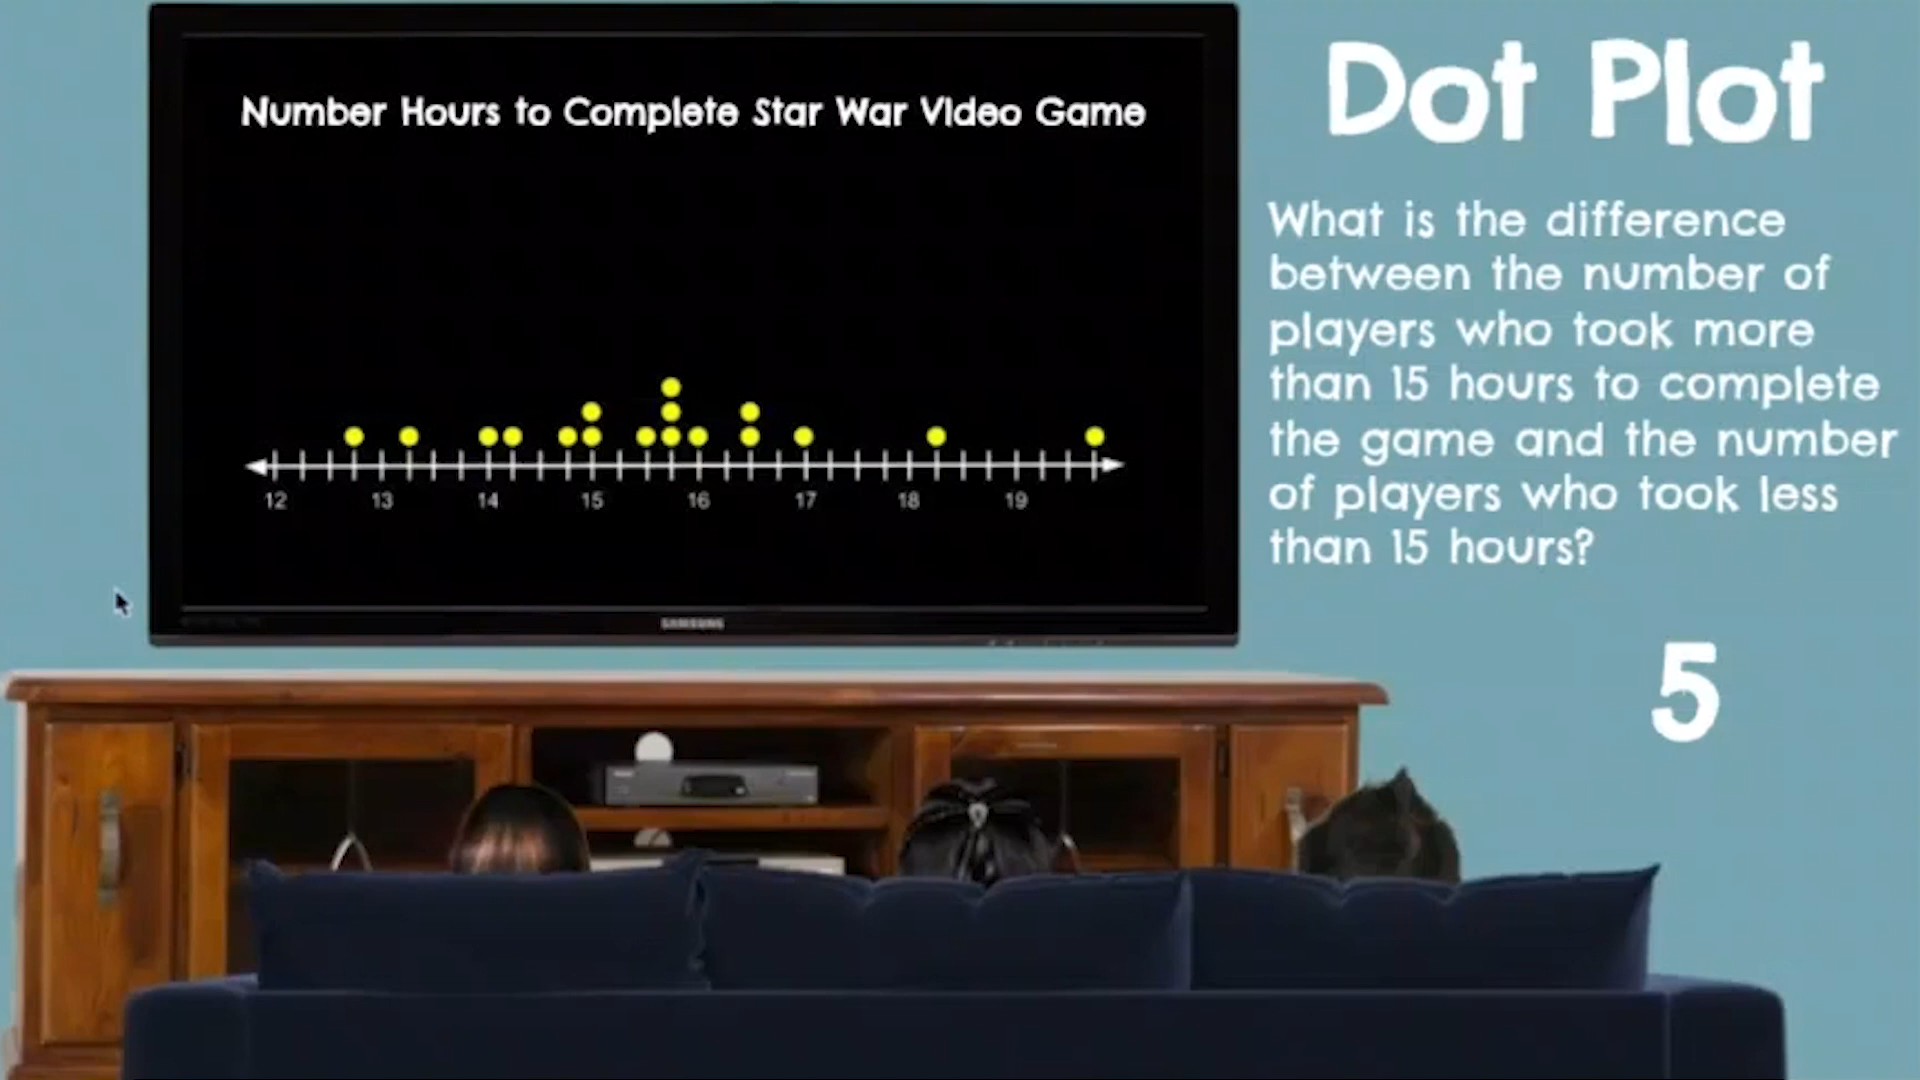 Number Hours to Complete Star War Video Game
12 13 14 15 16 17 18 19
SAMSUNG
Dot Plot
What is the difference
between the number of
players who took more
than 15 hours to complete
the game and the number
of players who took less
than 15 hours?
5